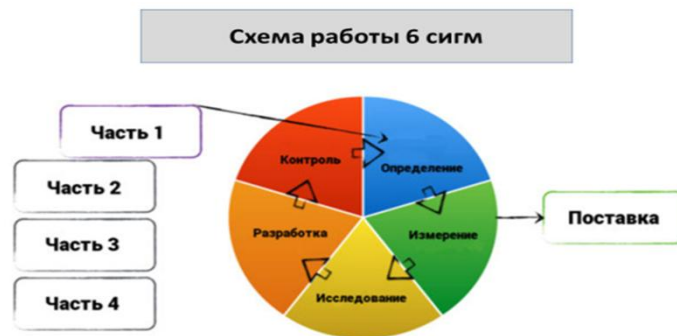 Схема работы 6 сигм
Часть 1
Часть 2
Часть 3
Часть 4
Контроль
Определение
Разработка
Измерение
Исследование
Поставка